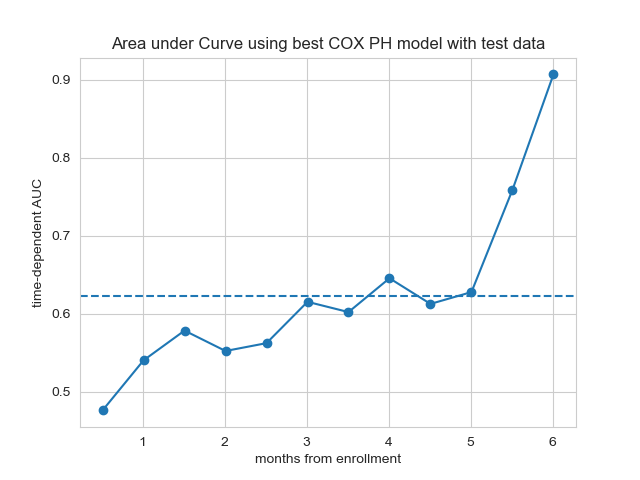 Area under Curve using best COX PH model with test data
time-dependent AUC
0.9
0.8
0.7
0.6
0.5
1 2 3 4 5 6
months from enrollment